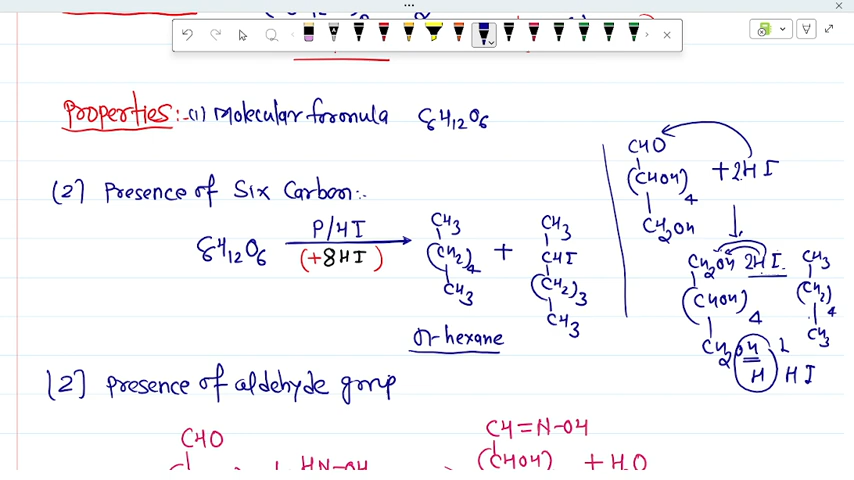 Properties:- (1) Molecular formula C6H12O6
(2) Presence of Six Carbon:-
C6H12O6
P/HI
(+8HI)
CH3
(CH2)4
CH3
+
CH3
CHI
(CH2)3
CH3
n-hexane
CHO
(CHOH)4
CH2OH
+2HI
CH2OH 2HI
(CHOH)4
CH2OH
H HI
CH3
(CH2)4
CH3
(2) presence of aldehyde group
CHO
+ HN-OH
CH=N-OH
(CHOH) + H2O